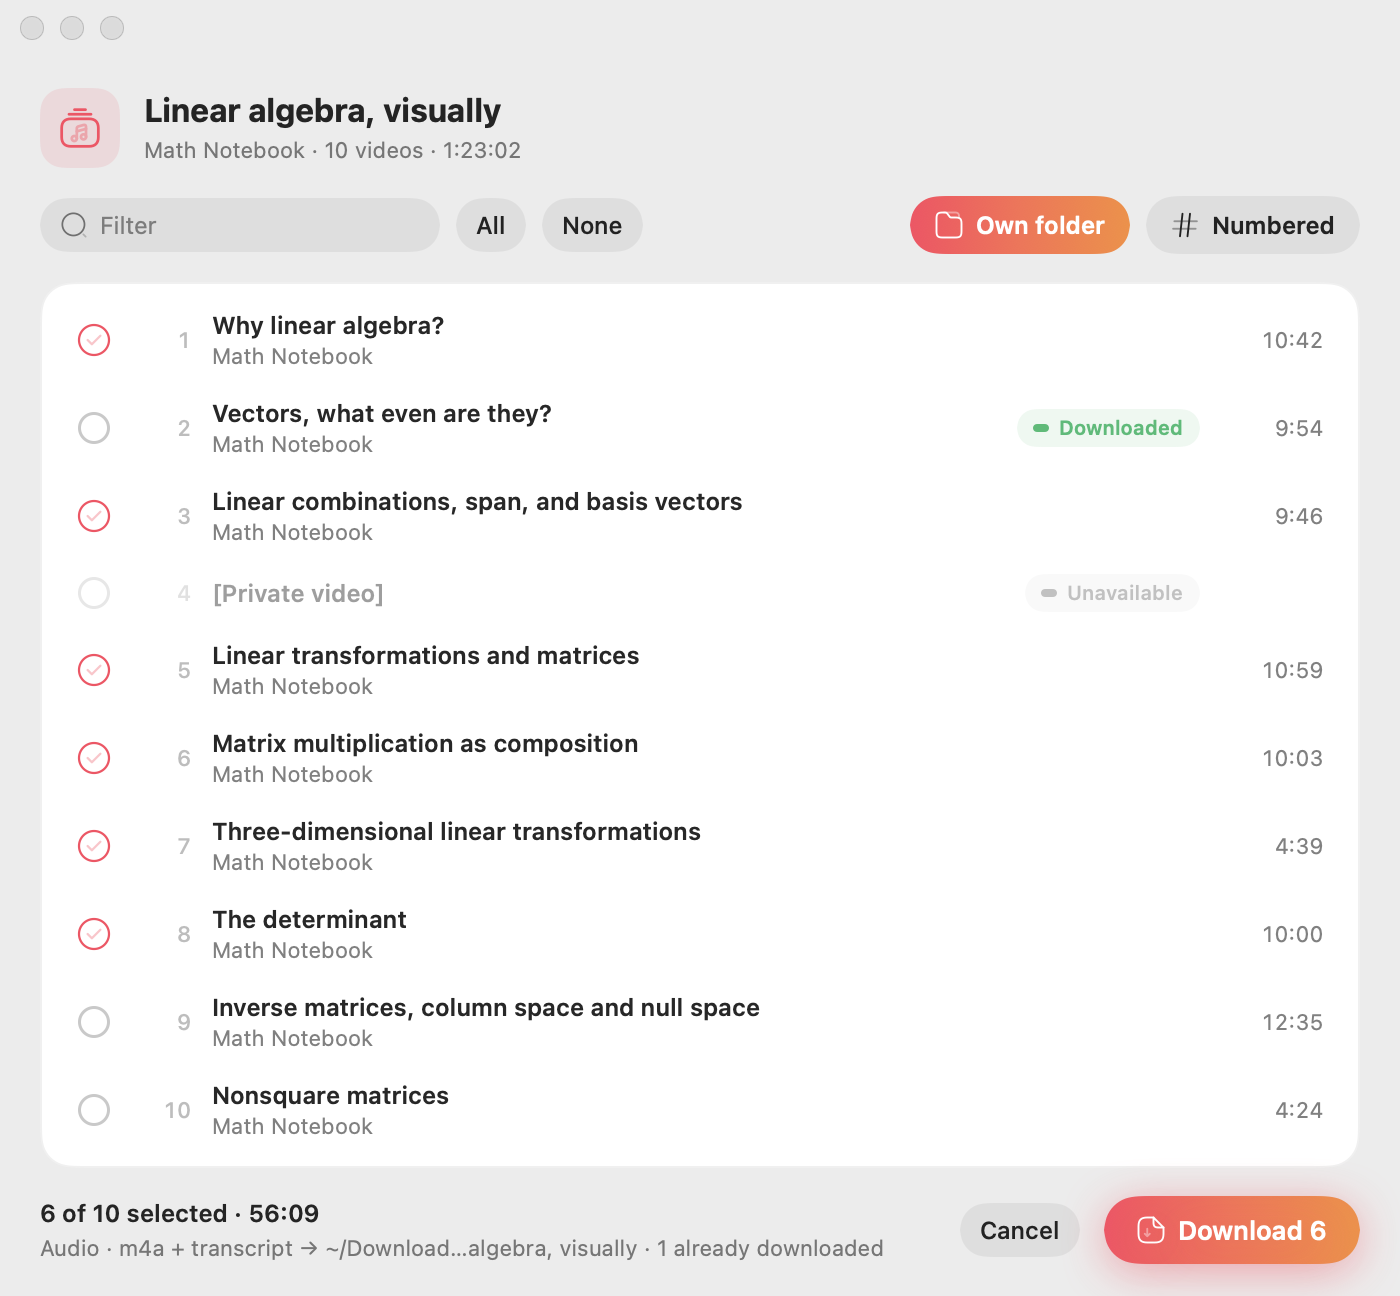 Linear algebra, visually
Math Notebook · 10 videos · 1:23:02
Filter
All
None
Own folder
Numbered
1 Why linear algebra? 10:42
Math Notebook
2 Vectors, what even are they? Downloaded 9:54
Math Notebook
3 Linear combinations, span, and basis vectors 9:46
Math Notebook
4 [Private video] Unavailable
5 Linear transformations and matrices 10:59
Math Notebook
6 Matrix multiplication as composition 10:03
Math Notebook
7 Three-dimensional linear transformations 4:39
Math Notebook
8 The determinant 10:00
Math Notebook
9 Inverse matrices, column space and null space 12:35
Math Notebook
10 Nonsquare matrices 4:24
Math Notebook
6 of 10 selected · 56:09
Audio · m4a + transcript → ~/Download...algebra, visually · 1 already downloaded
Cancel
Download 6